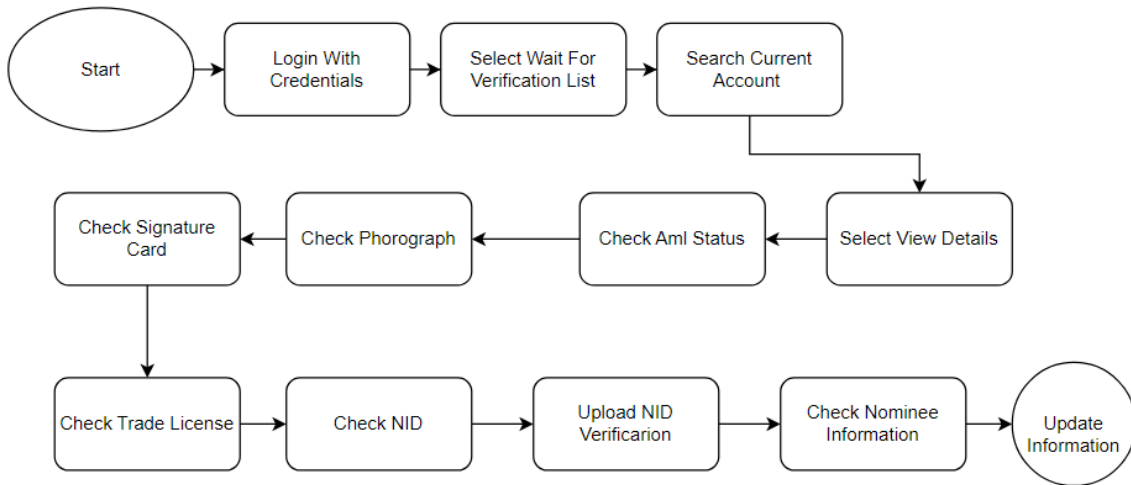 Start
Login With
Credentials
Select Wait For
Verification List
Search Current
Account
Check Signature
Card
Check Phorograph
Check Aml Status
Select View Details
Check Trade License
Check NID
Upload NID
Verificarion
Check Nominee
Information
Update
Information